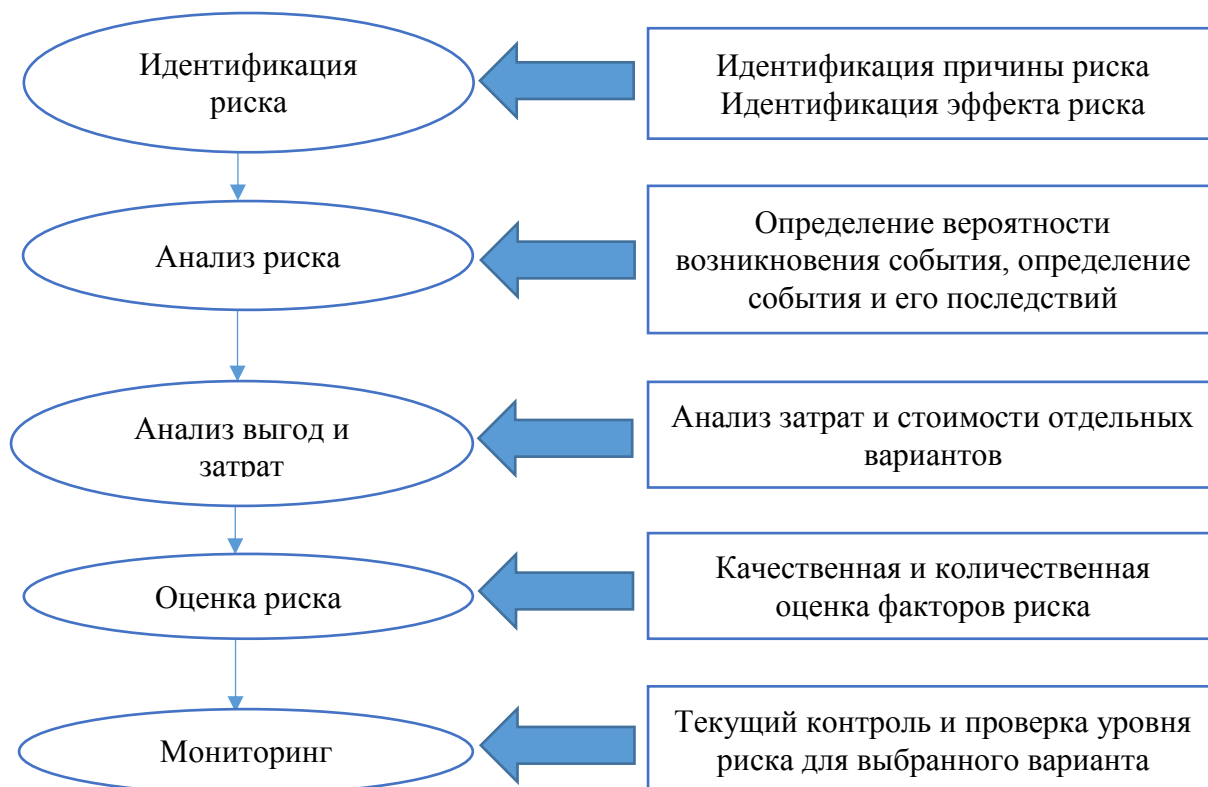 Идентификация
риска
Идентификация причины риска
Идентификация эффекта риска
Анализ риска
Определение вероятности
возникновения события, определение
события и его последствий
Анализ выгод и
затрат
Анализ затрат и стоимости отдельных
вариантов
Оценка риска
Качественная и количественная
оценка факторов риска
Мониторинг
Текущий контроль и проверка уровня
риска для выбранного варианта